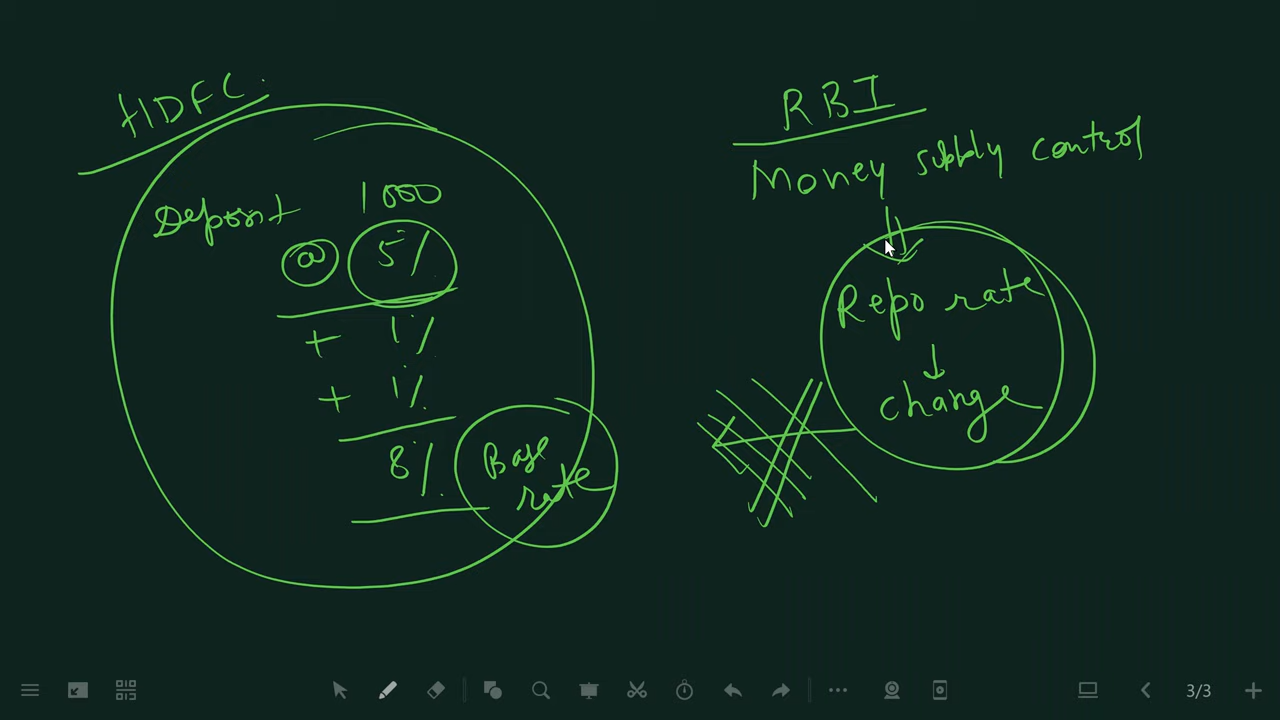 HDFC
Deposit 1000
@ 5%
+ 1%
+ 1%
8% Base rate
RBI
Money supply control
Repo rate
change
3/3